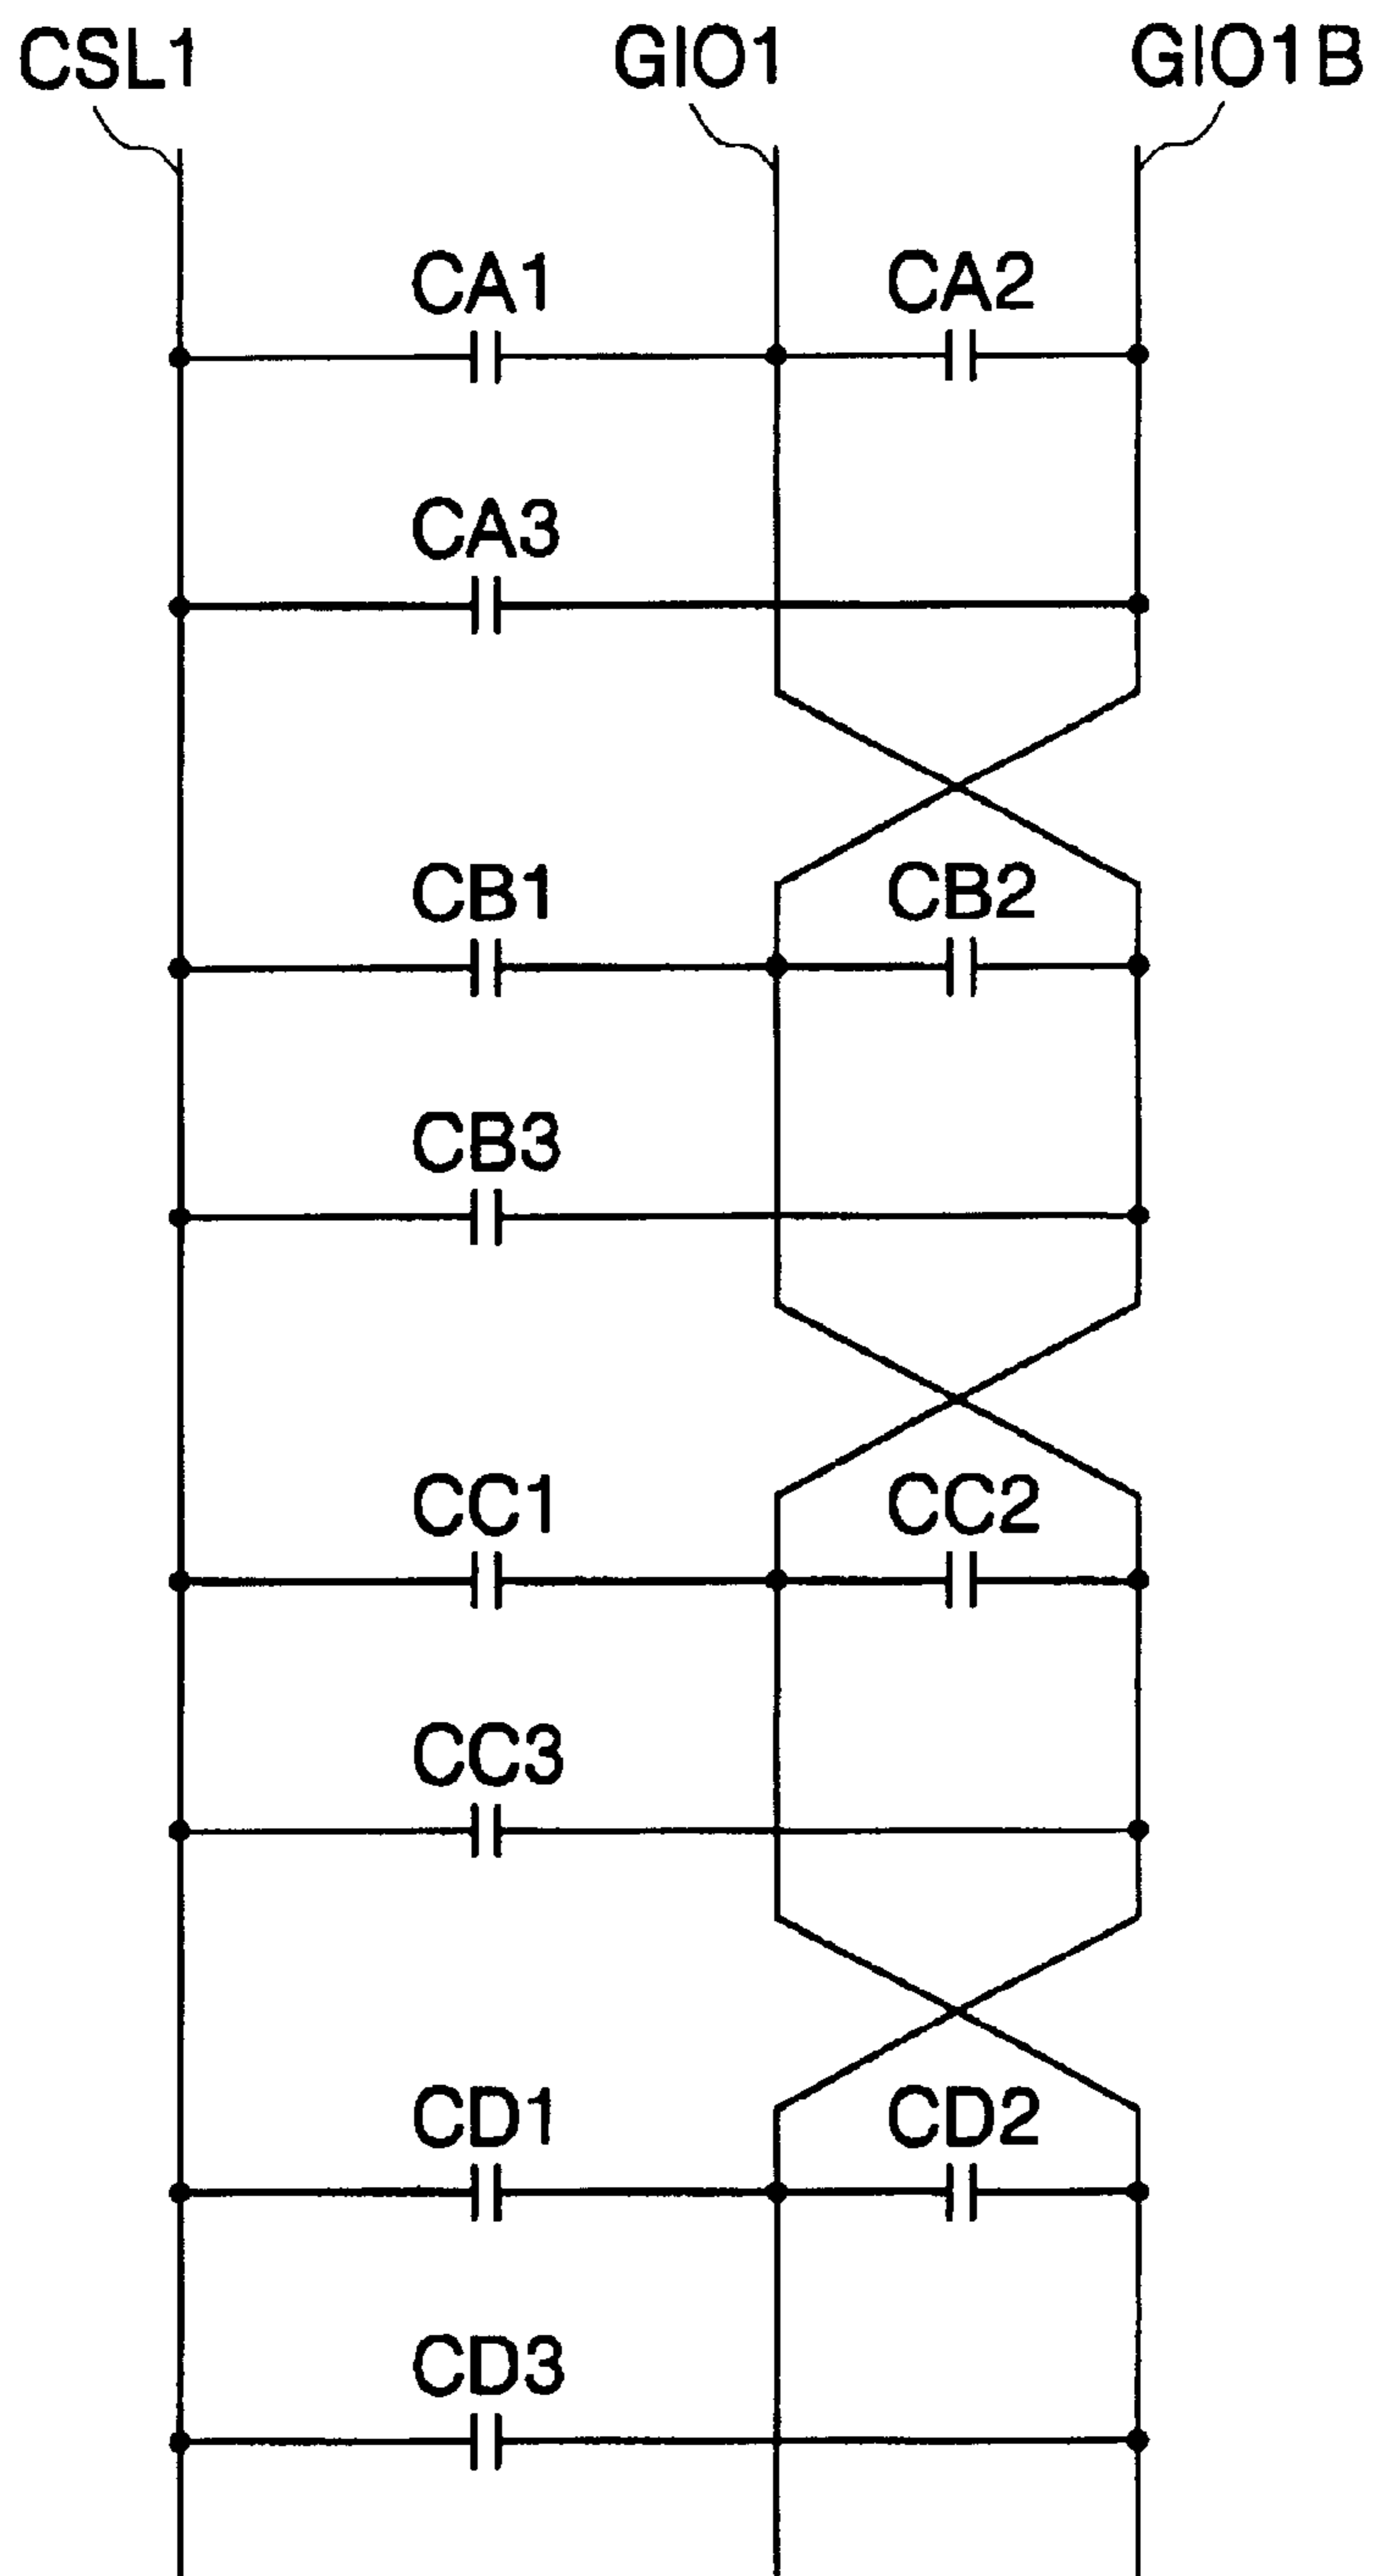 CSL1 GIO1 GIO1B
CA1 CA2
CA3
CB1 CB2
CB3
CC1 CC2
CC3
CD1 CD2
CD3